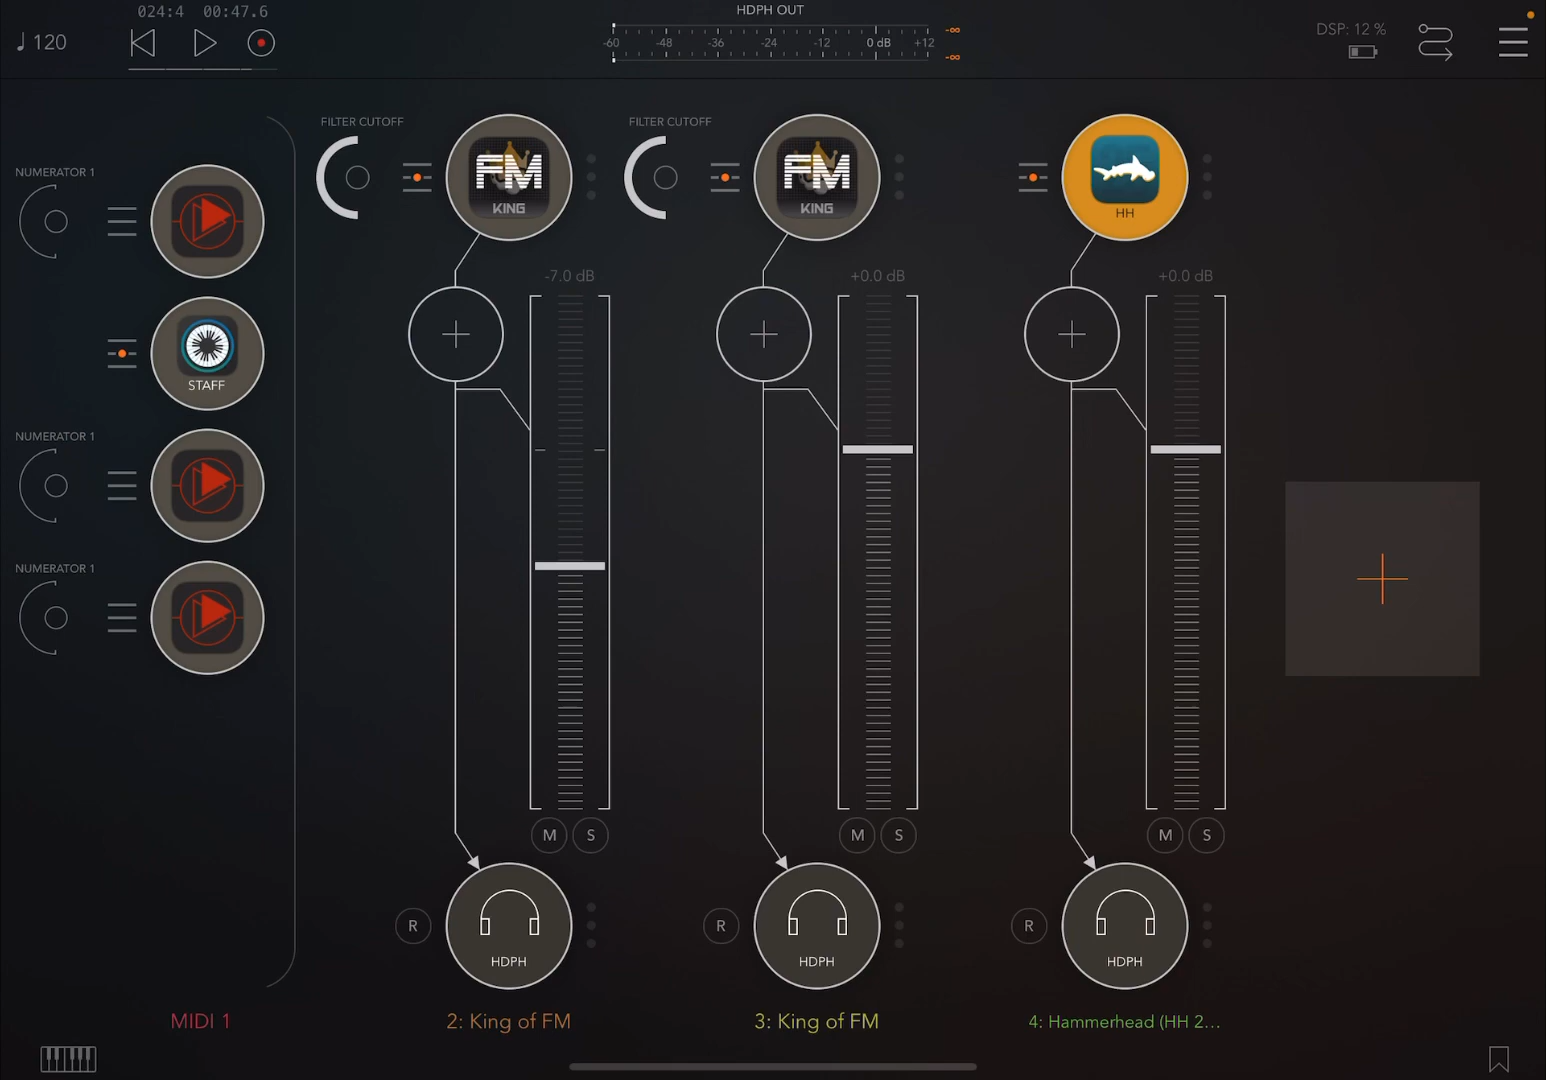 024:4 00:47.6
120
HDPH OUT
-60 -48 -36 -24 -12 0 dB +12
-∞
-∞
DSP: 12 %
NUMERATOR 1
STAFF
NUMERATOR 1
NUMERATOR 1
MIDI 1
FILTER CUTOFF
FM
KING
-7.0 dB
M S
R
HDPH
2: King of FM
FILTER CUTOFF
FM
KING
+0.0 dB
M S
R
HDPH
3: King of FM
HH
+0.0 dB
M S
R
HDPH
4: Hammerhead (HH 2...